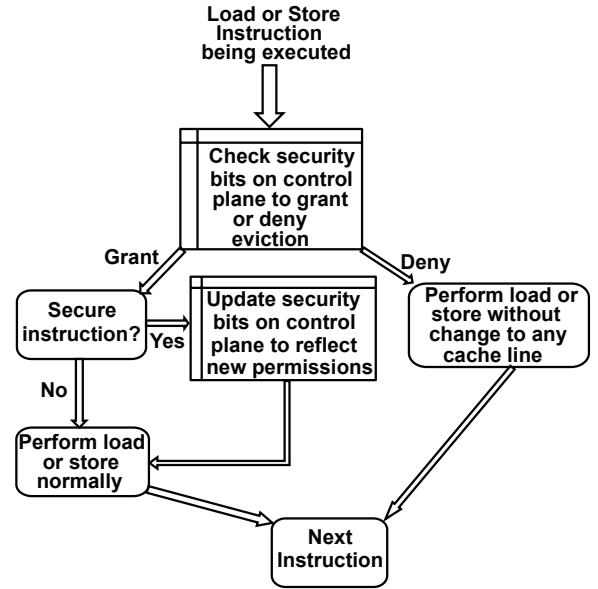 Load or Store
Instruction
being executed
Check security
bits on control
plane to grant
or deny
eviction
Grant
Deny
Secure
instruction?
Yes
Update security
bits on control
plane to reflect
new permissions
Perform load or
store without
change to any
cache line
No
Perform load
or store
normally
Next
Instruction